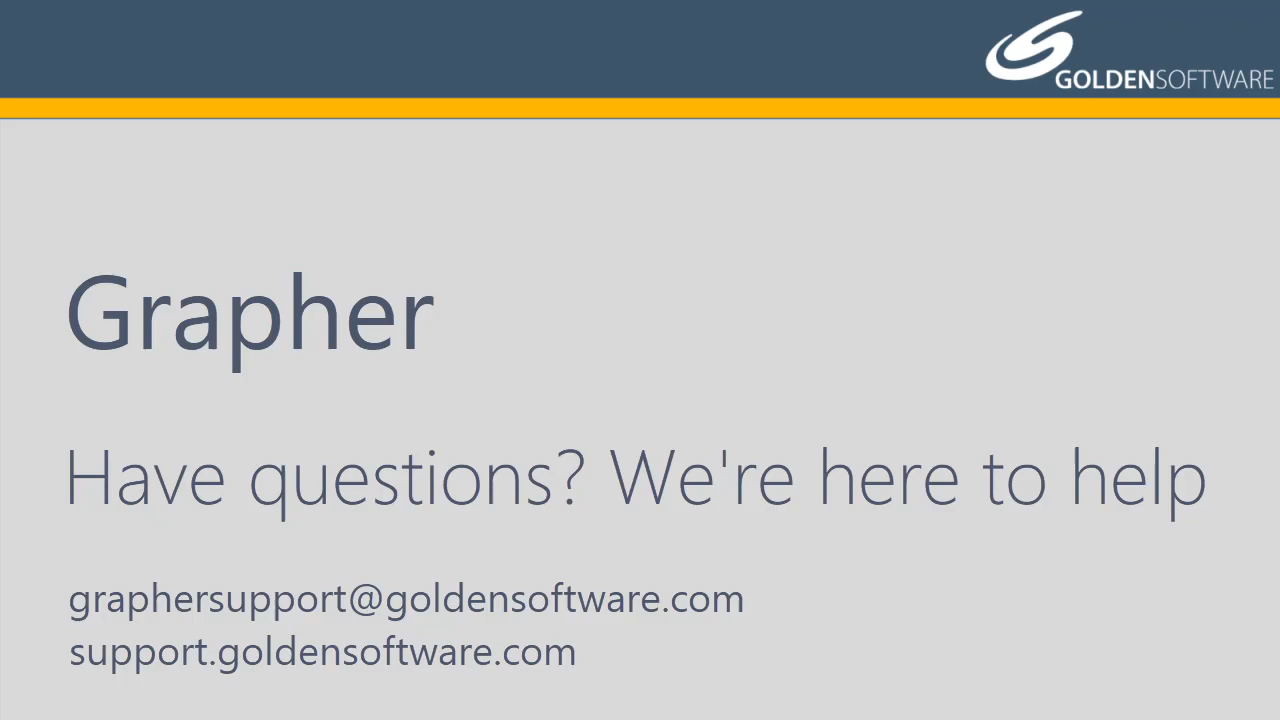 GOLDENSOFTWARE
Grapher
Have questions? We're here to help
graphersupport@goldensoftware.com
support.goldensoftware.com